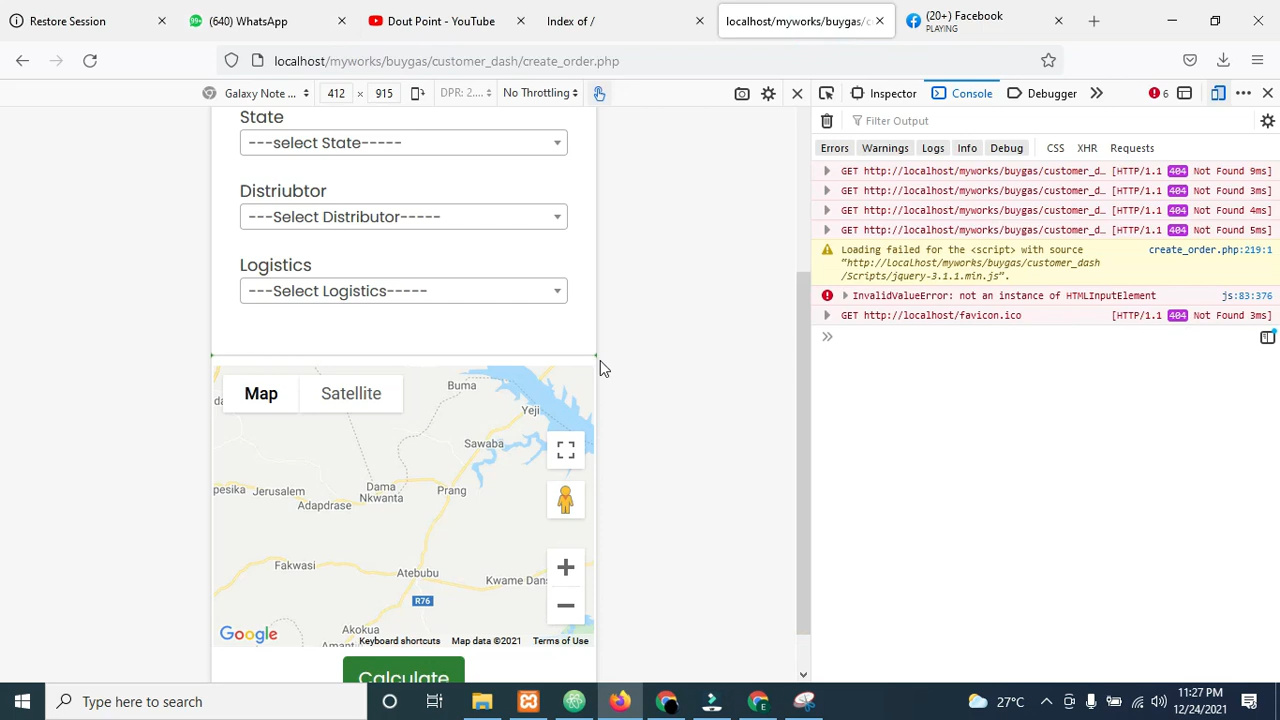 Restore Session
(640) WhatsApp
Dout Point - YouTube
Index of /
localhost/myworks/buygas/c
(20+) Facebook
PLAYING
localhost/myworks/buygas/customer_dash/create_order.php
Galaxy Note ...
412 × 915
DPR: 2....
No Throttling
Inspector
Console
Debugger
6
Filter Output
Errors
Warnings
Logs
Info
Debug
CSS
XHR
Requests
GET http://localhost/myworks/buygas/customer_d… [HTTP/1.1 404 Not Found 9ms]
GET http://localhost/myworks/buygas/customer_d… [HTTP/1.1 404 Not Found 3ms]
GET http://localhost/myworks/buygas/customer_d… [HTTP/1.1 404 Not Found 4ms]
GET http://localhost/myworks/buygas/customer_d… [HTTP/1.1 404 Not Found 5ms]
Loading failed for the <script> with source create_order.php:219:1
“http://localhost/myworks/buygas/customer_dash
/Scripts/jquery-3.1.1.min.js”.
InvalidValueError: not an instance of HTMLInputElement js:83:376
GET http://localhost/favicon.ico [HTTP/1.1 404 Not Found 3ms]
State
---select State-----
Distriubtor
---Select Distributor-----
Logistics
---Select Logistics-----
Map
Satellite
Buma
Yeji
Sawaba
Dama
Nkwanta
Prang
pesika
Jerusalem
Adapdrase
Fakwasi
Atebubu
Kwame Dans
R76
Akokua
Amant
Google
Keyboard shortcuts
Map data ©2021
Terms of Use
Calculate
Type here to search
27°C
11:27 PM
12/24/2021